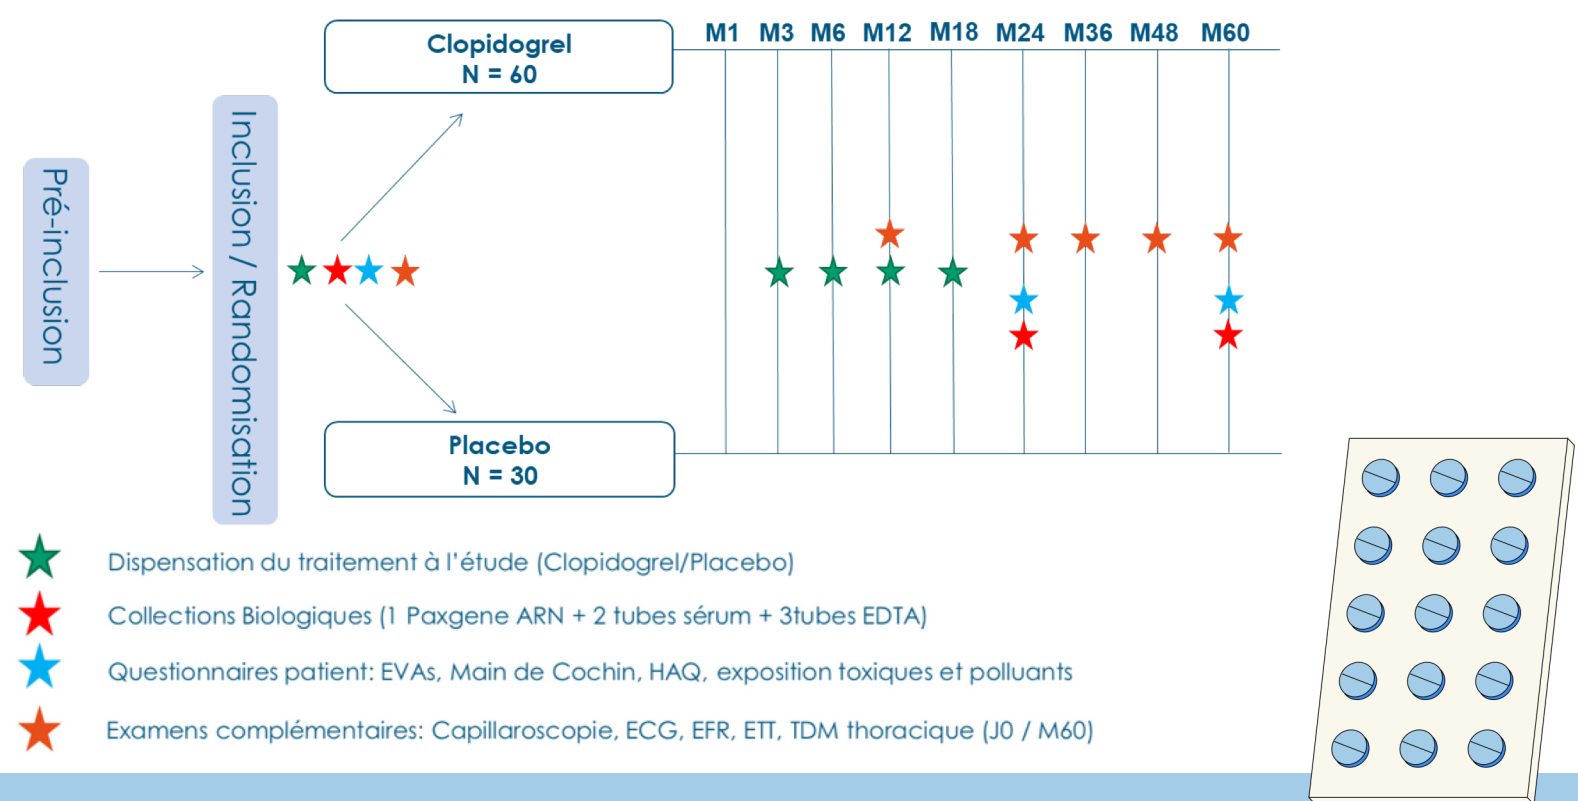 Clopidogrel
N = 60
M1 M3 M6 M12 M18 M24 M36 M48 M60
Pré-inclusion
Inclusion / Randomisation
Placebo
N = 30
Dispensation du traitement à l'étude (Clopidogrel/Placebo)
Collections Biologiques (1 Paxgene ARN + 2 tubes sérum + 3tubes EDTA)
Questionnaires patient: EVAs, Main de Cochin, HAQ, exposition toxiques et polluants
Examens complémentaires: Capillaroscopie, ECG, EFR, ETT, TDM thoracique (J0 / M60)